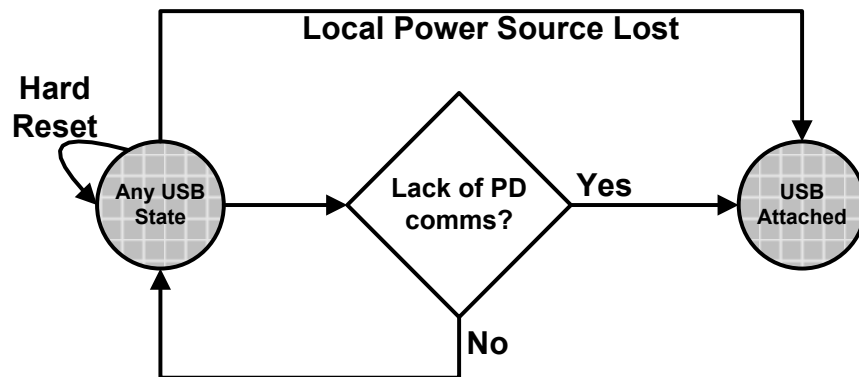 Local Power Source Lost
Hard
Reset
Any USB
State
Lack of PD
comms?
Yes
USB
Attached
No